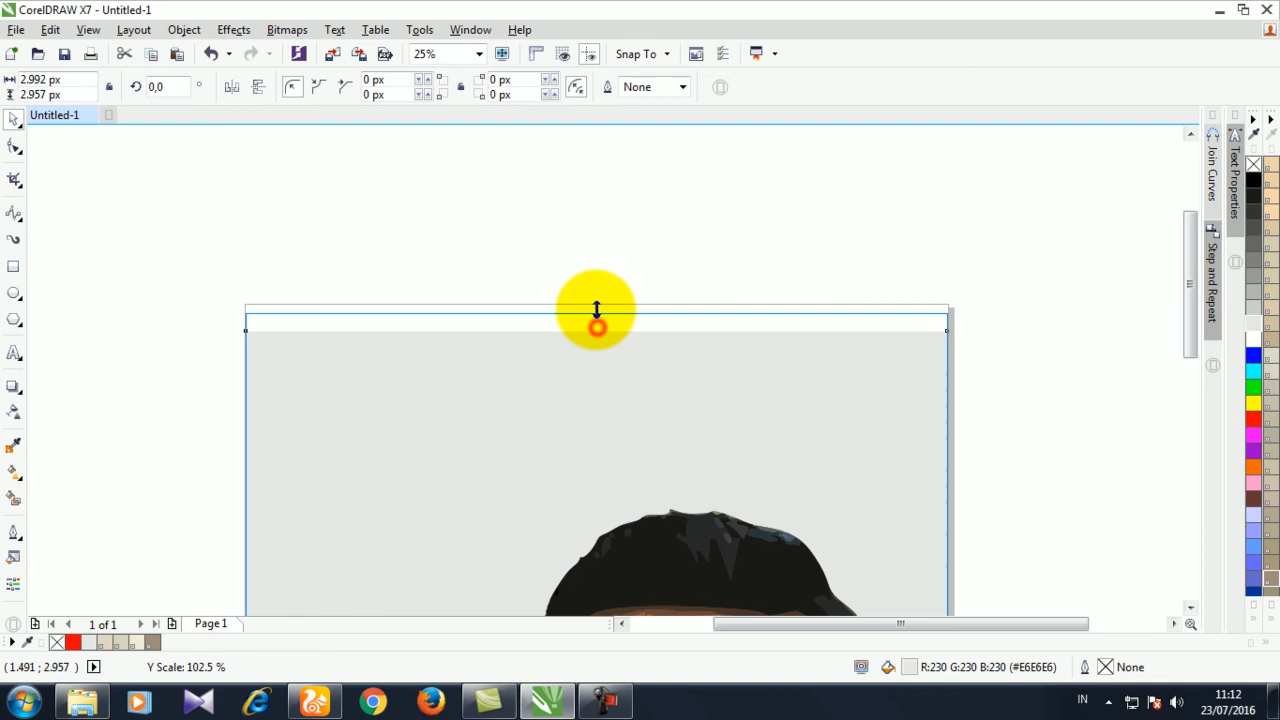 CorelDRAW X7 - Untitled-1
File Edit View Layout Object Effects Bitmaps Text Table Tools Window Help
25% Snap To
2.992 px
2.957 px
0,0 °
0 px
0 px
0 px
0 px
None
Untitled-1
Join Curves
Step and Repeat
Text Properties
1 of 1 Page 1
(1.491 ; 2.957 ) Y Scale: 102.5 % R:230 G:230 B:230 (#E6E6E6) None
IN
11:12
23/07/2016